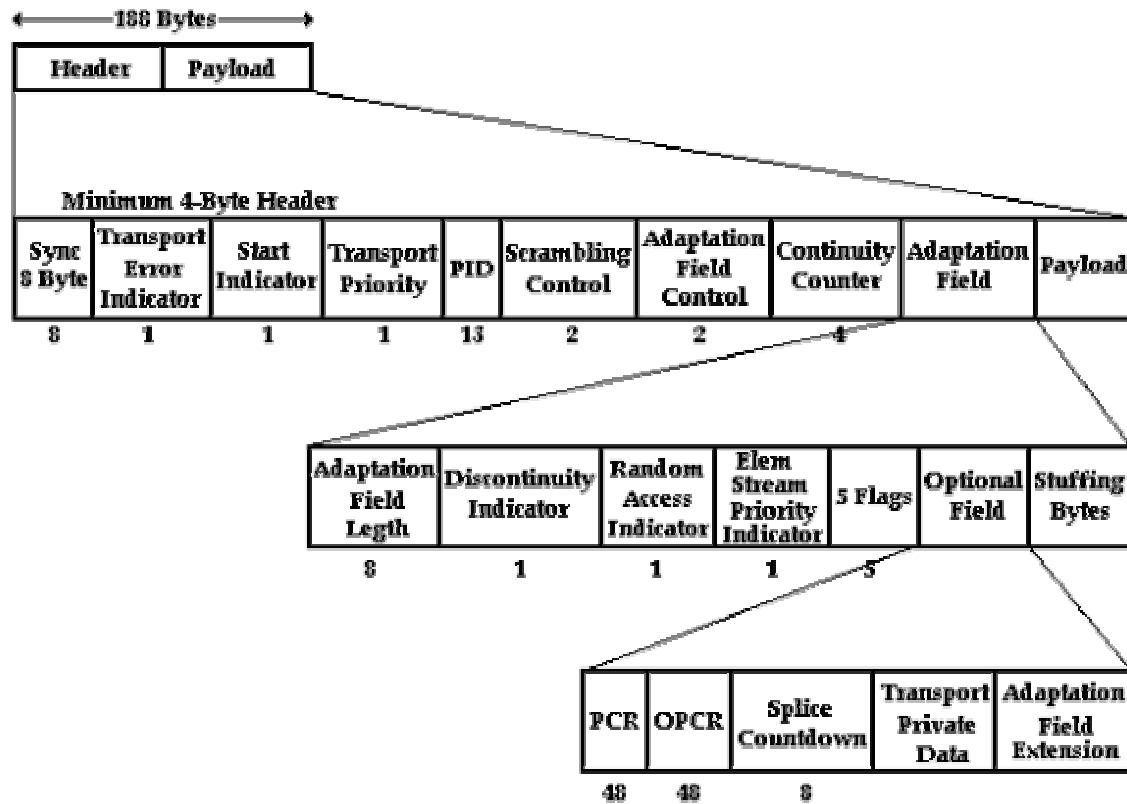 188 Bytes
Header
Payload
Minimum 4-Byte Header
Sync
8 Byte
Transport
Error
Indicator
Start
Indicator
Transport
Priority
PID
Scrambling
Control
Adaptation
Field
Control
Continuity
Counter
Adaptation
Field
Payload
8
1
1
1
13
2
2
4
Adaptation
Field
Legth
Discontinuity
Indicator
Random
Access
Indicator
Elem
Stream
Priority
Indicator
5 Flags
Optional
Field
Stuffing
Bytes
8
1
1
1
5
PCR
OPCR
Splice
Countdown
Transport
Private
Data
Adaptation
Field
Extension
48
48
8